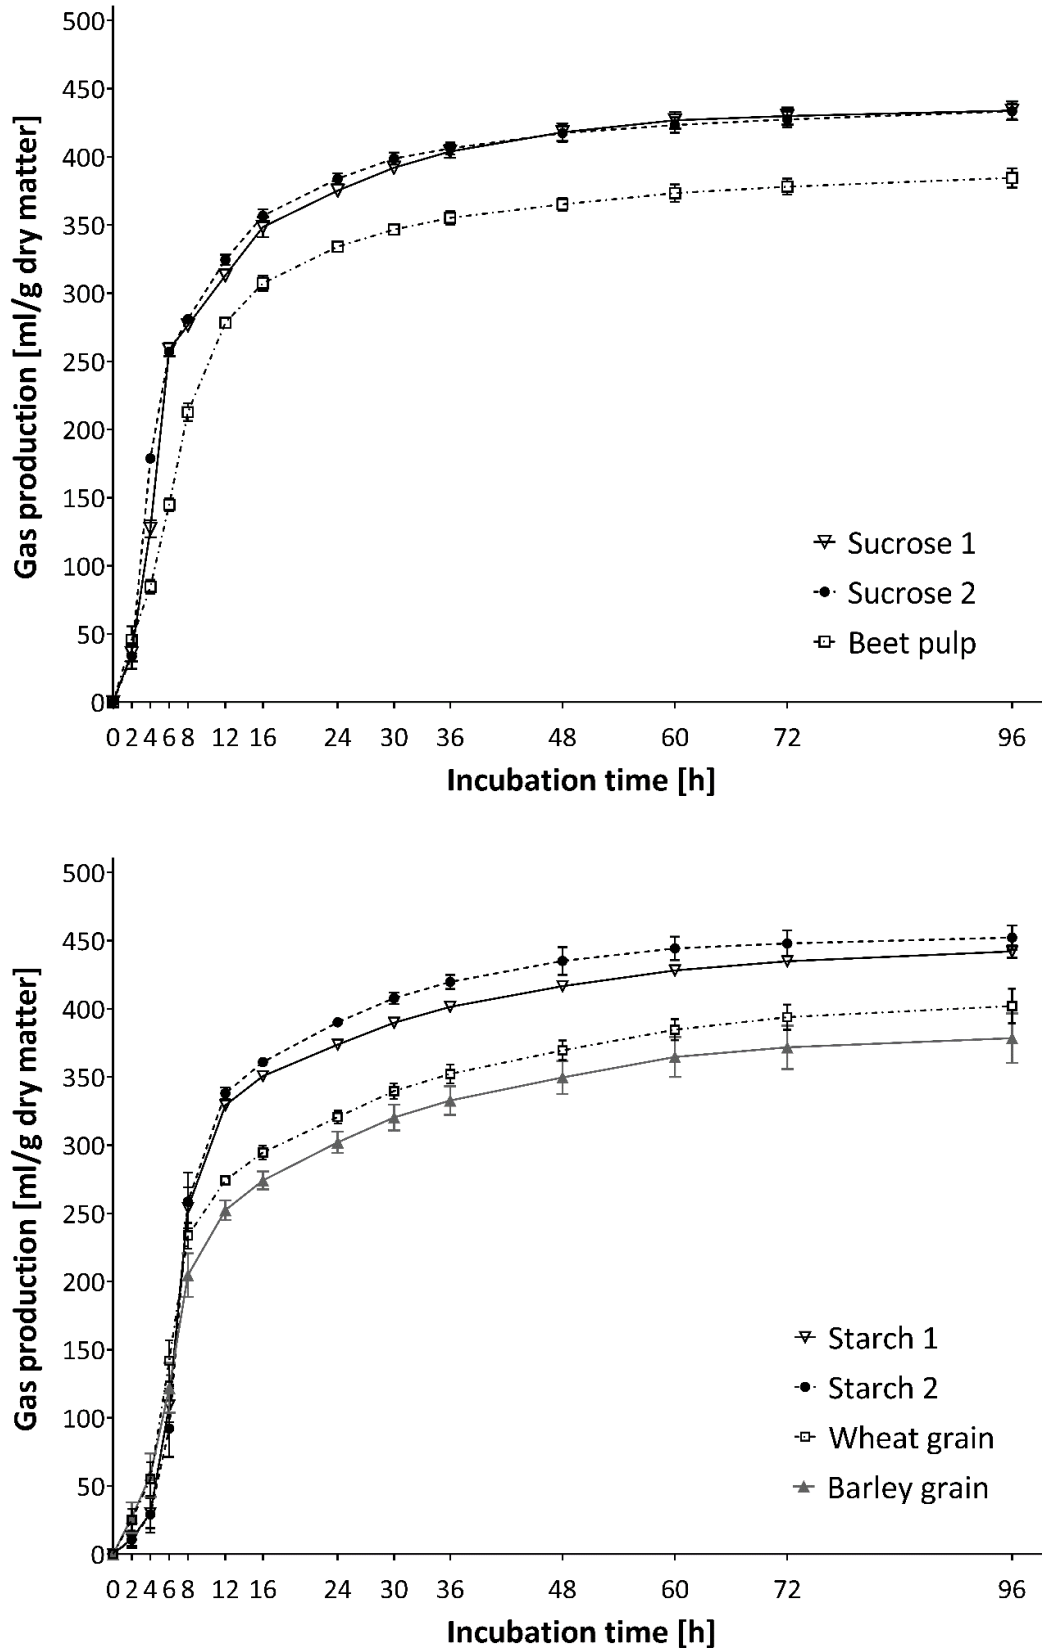 Gas production [ml/g dry matter]
500
450
400
350
300
250
200
150
100
50
0
0 2 4 6 8 12 16 24 30 36 48 60 72 96
Incubation time [h]
Sucrose 1
Sucrose 2
Beet pulp
Gas production [ml/g dry matter]
500
450
400
350
300
250
200
150
100
50
0
0 2 4 6 8 12 16 24 30 36 48 60 72 96
Incubation time [h]
Starch 1
Starch 2
Wheat grain
Barley grain